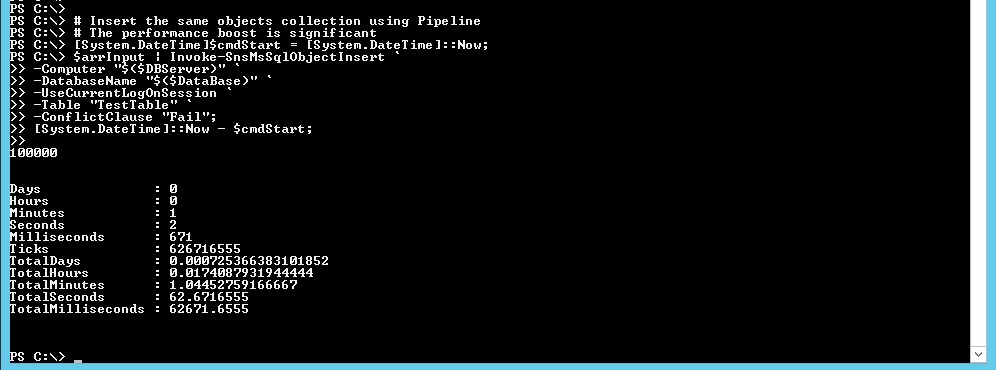 PS C:\>
PS C:\> # Insert the same objects collection using Pipeline
PS C:\> # The performance boost is significant
PS C:\> [System.DateTime]$cmdStart = [System.DateTime]::Now;
PS C:\> $arrInput | Invoke-SnsMsSqlObjectInsert `
>> -Computer "$($DBServer)" `
>> -DatabaseName "$($DataBase)" `
>> -UseCurrentLogOnSession `
>> -Table "TestTable" `
>> -ConflictClause "Fail";
>> [System.DateTime]::Now - $cmdStart;
>>
100000
Days : 0
Hours : 0
Minutes : 1
Seconds : 2
Milliseconds : 671
Ticks : 626716555
TotalDays : 0.000725366383101852
TotalHours : 0.0174087931944444
TotalMinutes : 1.04452759166667
TotalSeconds : 62.6716555
TotalMilliseconds : 62671.6555
PS C:\> _